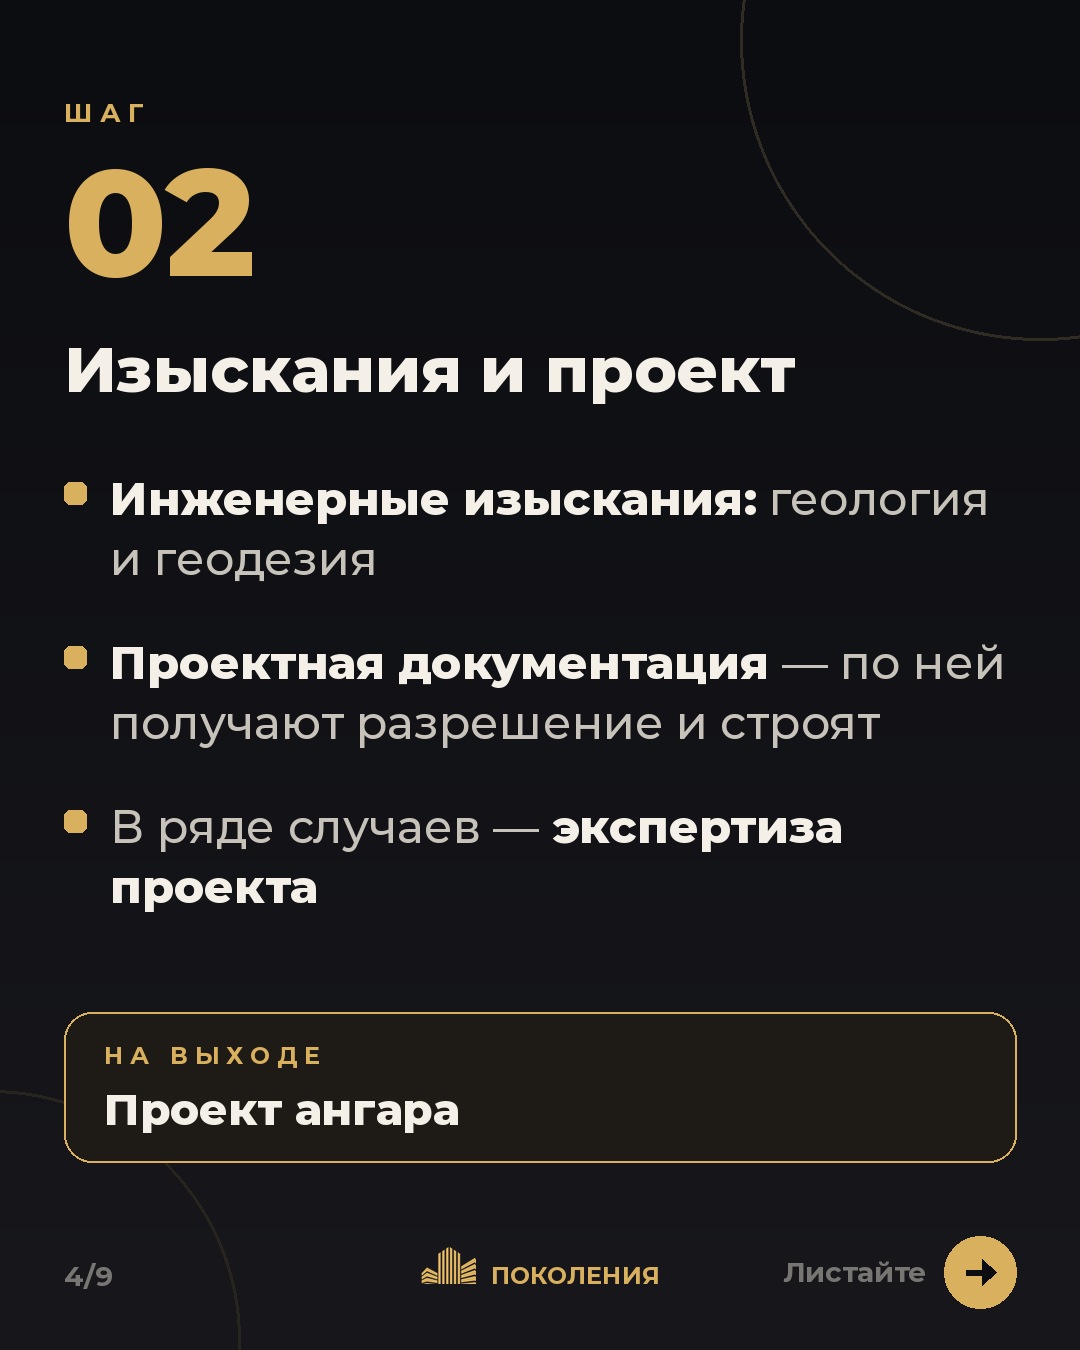 ШАГ
02
Изыскания и проект
Инженерные изыскания: геология
и геодезия
Проектная документация — по ней
получают разрешение и строят
В ряде случаев — экспертиза
проекта
НА ВЫХОДЕ
Проект ангара
4/9
ПОКОЛЕНИЯ
Листайте